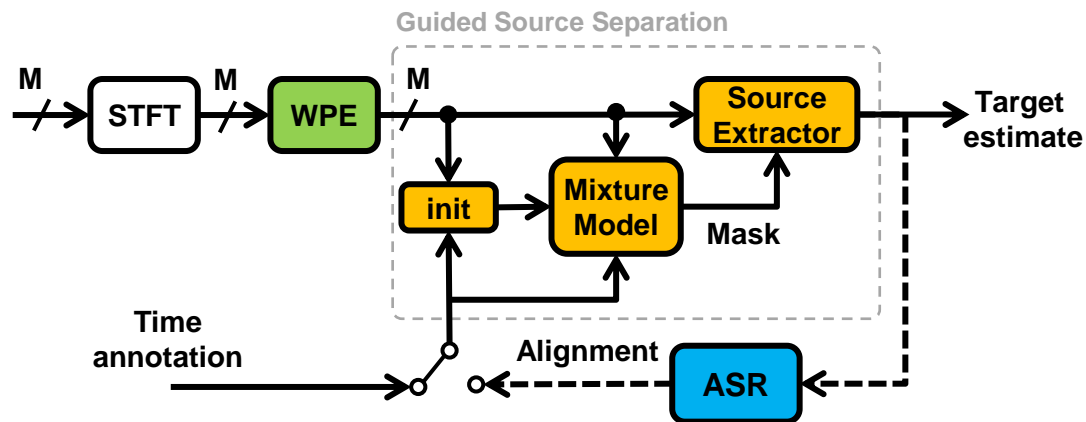 Guided Source Separation
M
M
M
STFT
WPE
Source
Extractor
Target
estimate
init
Mixture
Model
Mask
Time
annotation
Alignment
ASR